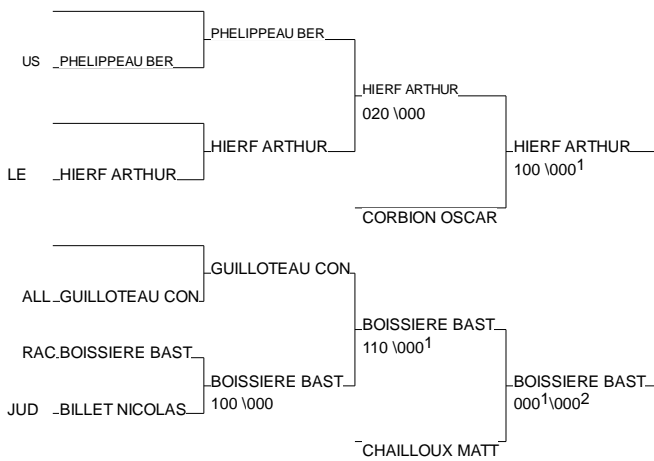 PHELIPPEAU BER
US PHELIPPEAU BER
HIERF ARTHUR
020 \000
HIERF ARTHUR
HIERF ARTHUR
100 \000¹
LE HIERF ARTHUR
CORBION OSCAR
GUILLOTEAU CON
ALL GUILLOTEAU CON
BOISSIERE BAST
110 \000¹
RAC BOISSIERE BAST
BOISSIERE BAST
100 \000
BOISSIERE BAST
000¹\000²
JUD BILLET NICOLAS
CHAILLOUX MATT